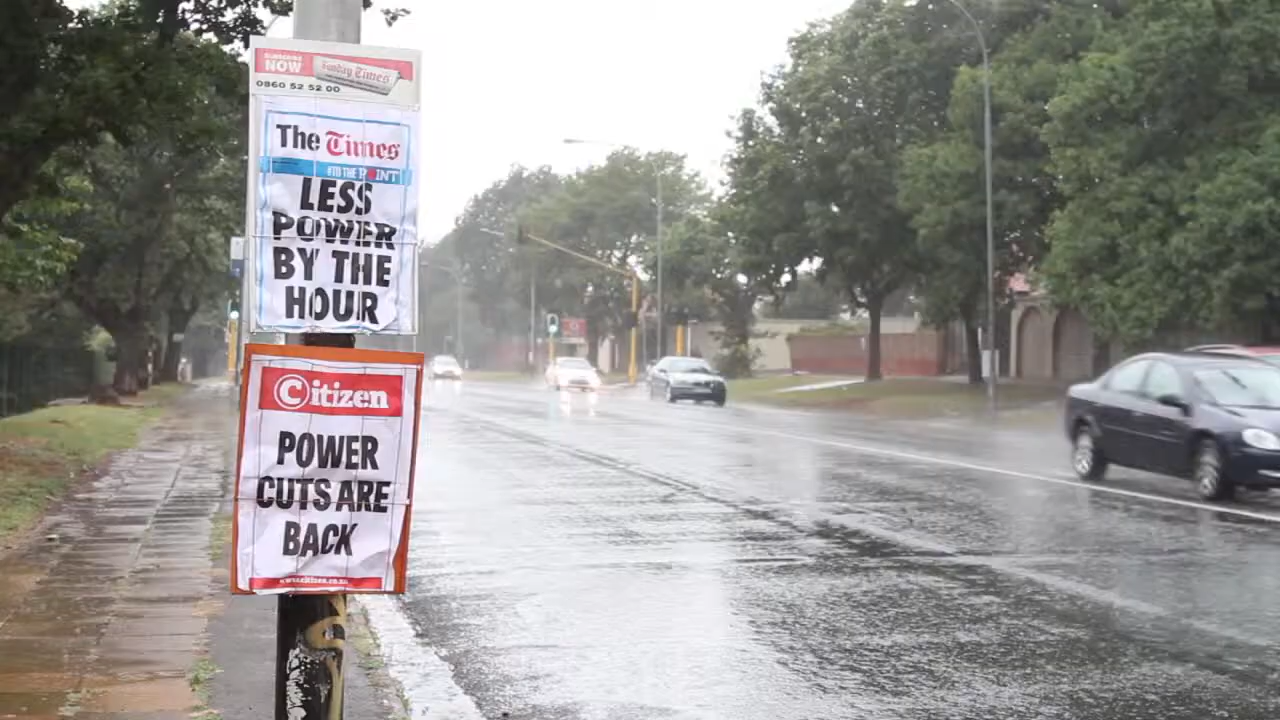 SUBSCRIBE
NOW
Sunday Times
0860 52 52 00
The Times
#TO THE POINT
LESS
POWER
BY THE
HOUR
Citizen
POWER
CUTS ARE
BACK
www.citizen.co.za